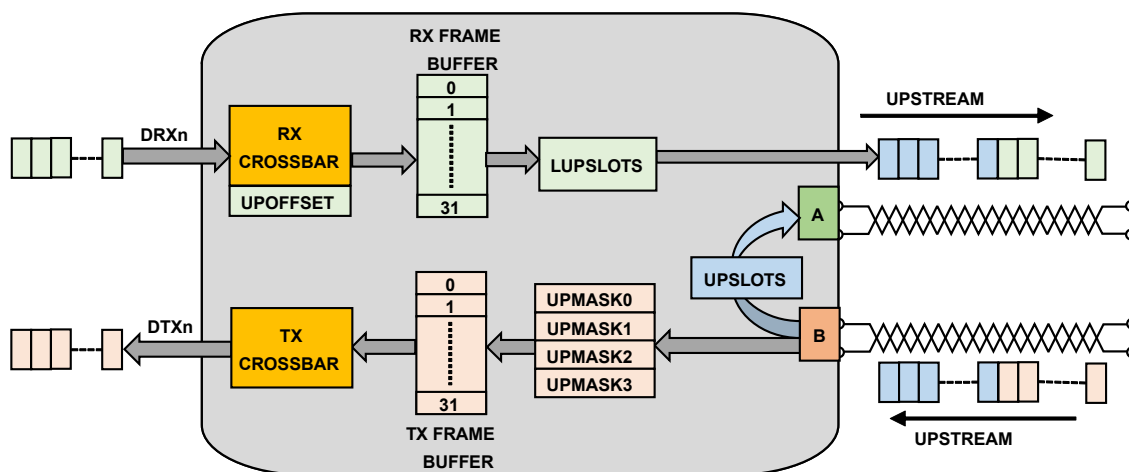 RX FRAME
BUFFER
0
1
31
DRXn
RX
CROSSBAR
UPOFFSET
LUPSLOTS
UPSTREAM
A
UPSLOTS
B
0
1
31
TX FRAME
BUFFER
UPMASK0
UPMASK1
UPMASK2
UPMASK3
TX
CROSSBAR
DTXn
UPSTREAM